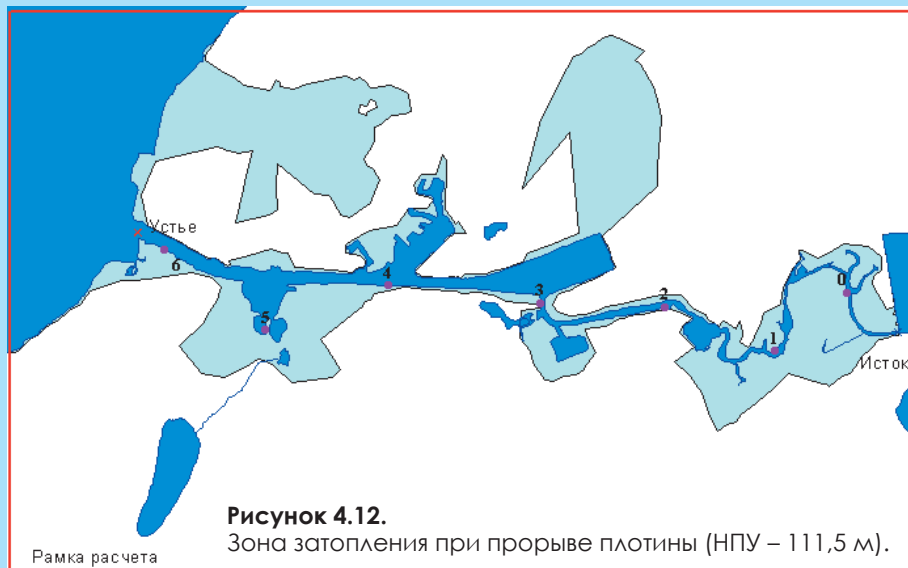 Устье
6
5
4
3
2
1
0
Исток
Рисунок 4.12.
Зона затопления при прорыве плотины (НПУ – 111,5 м).
Рамка расчета